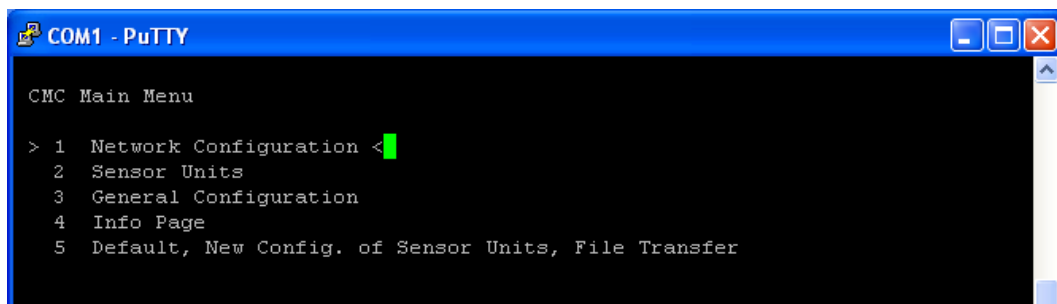 COM1 - PuTTY
CMC Main Menu
> 1 Network Configuration <
2 Sensor Units
3 General Configuration
4 Info Page
5 Default, New Config. of Sensor Units, File Transfer